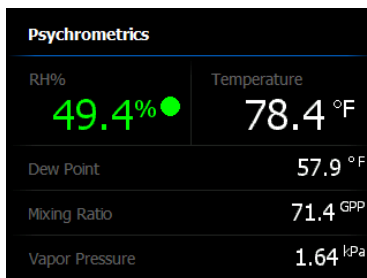 Psychrometrics
RH% Temperature
49.4% 78.4 °F
Dew Point 57.9 °F
Mixing Ratio 71.4 GPP
Vapor Pressure 1.64 kPa